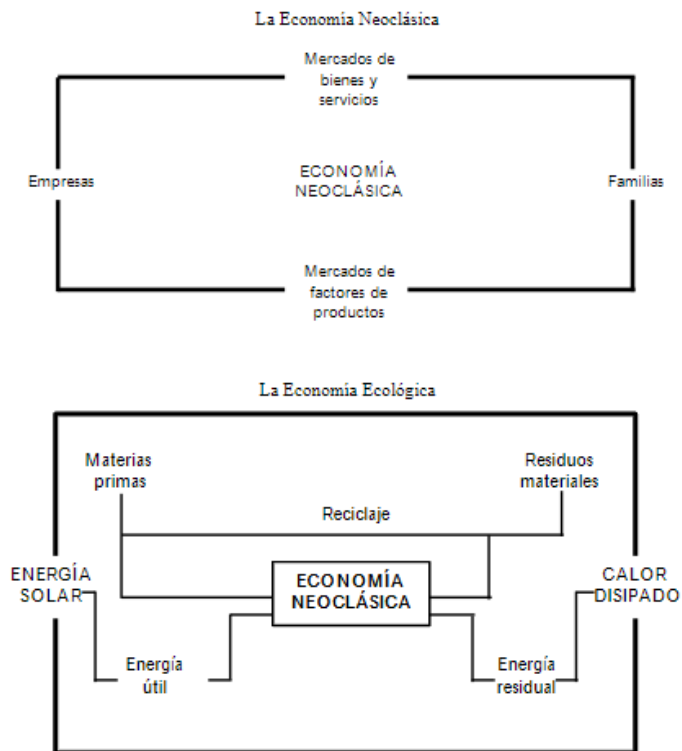 La Economía Neoclásica
Mercados de
bienes y
servicios
Empresas
ECONOMÍA
NEOCLÁSICA
Familias
Mercados de
factores de
productos
La Economía Ecológica
Materias
primas
Residuos
materiales
Reciclaje
ENERGÍA
SOLAR
ECONOMÍA
NEOCLÁSICA
CALOR
DISIPADO
Energía
útil
Energía
residual